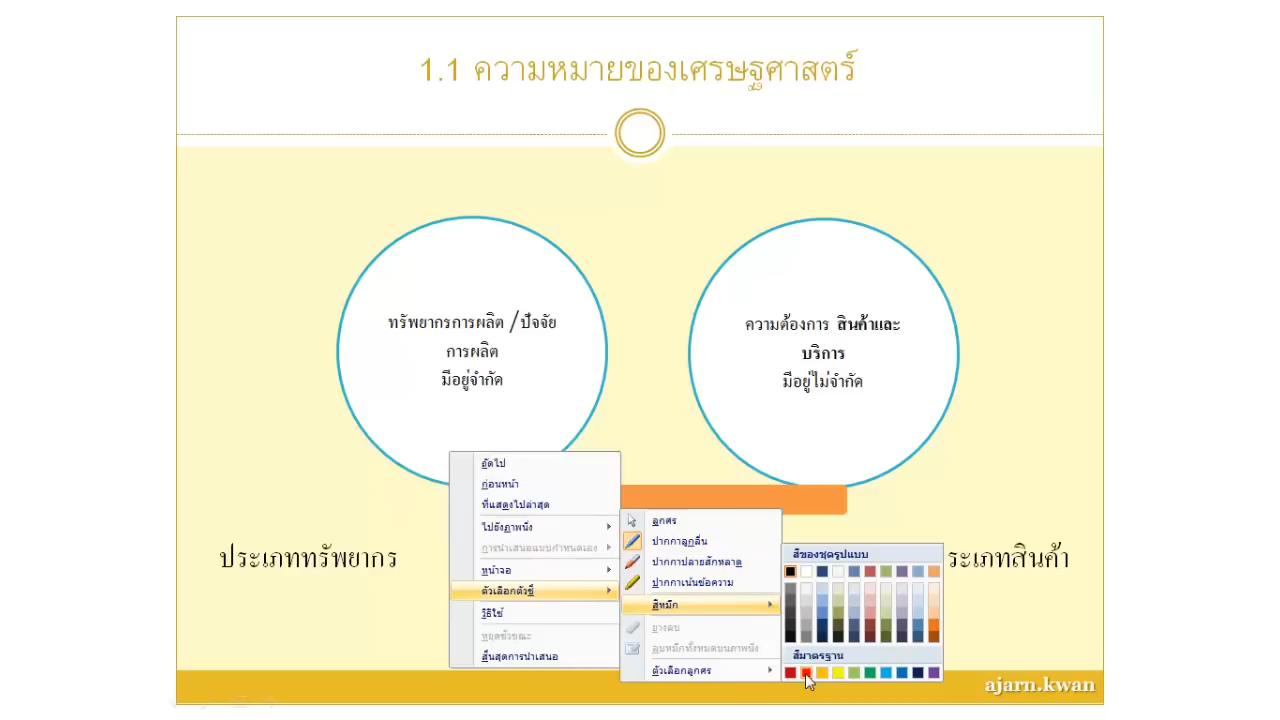 1.1 ความหมายของเศรษฐศาสตร์
ทรัพยากรการผลิต /ปัจจัย
การผลิต
มีอยู่จำกัด
ความต้องการ สินค้าและ
บริการ
มีอยู่ไม่จำกัด
ประเภททรัพยากร
ระเภทสินค้า
ถัดไป
ก่อนหน้า
ที่แสดงไปล่าสุด
ไปยังภาพนิ่ง
การนำเสนอแบบกำหนดเอง
หน้าจอ
ตัวเลือกตัวชี้
วิธีใช้
หยุดชั่วขณะ
สิ้นสุดการนำเสนอ
ลูกศร
ปากกาลูกลื่น
ปากกาปลายสักหลาด
ปากกาเน้นข้อความ
สีหมึก
ยางลบ
ลบหมึกทั้งหมดบนภาพนิ่ง
ตัวเลือกลูกศร
สีของชุดรูปแบบ
สีมาตรฐาน
ajarn.kwan